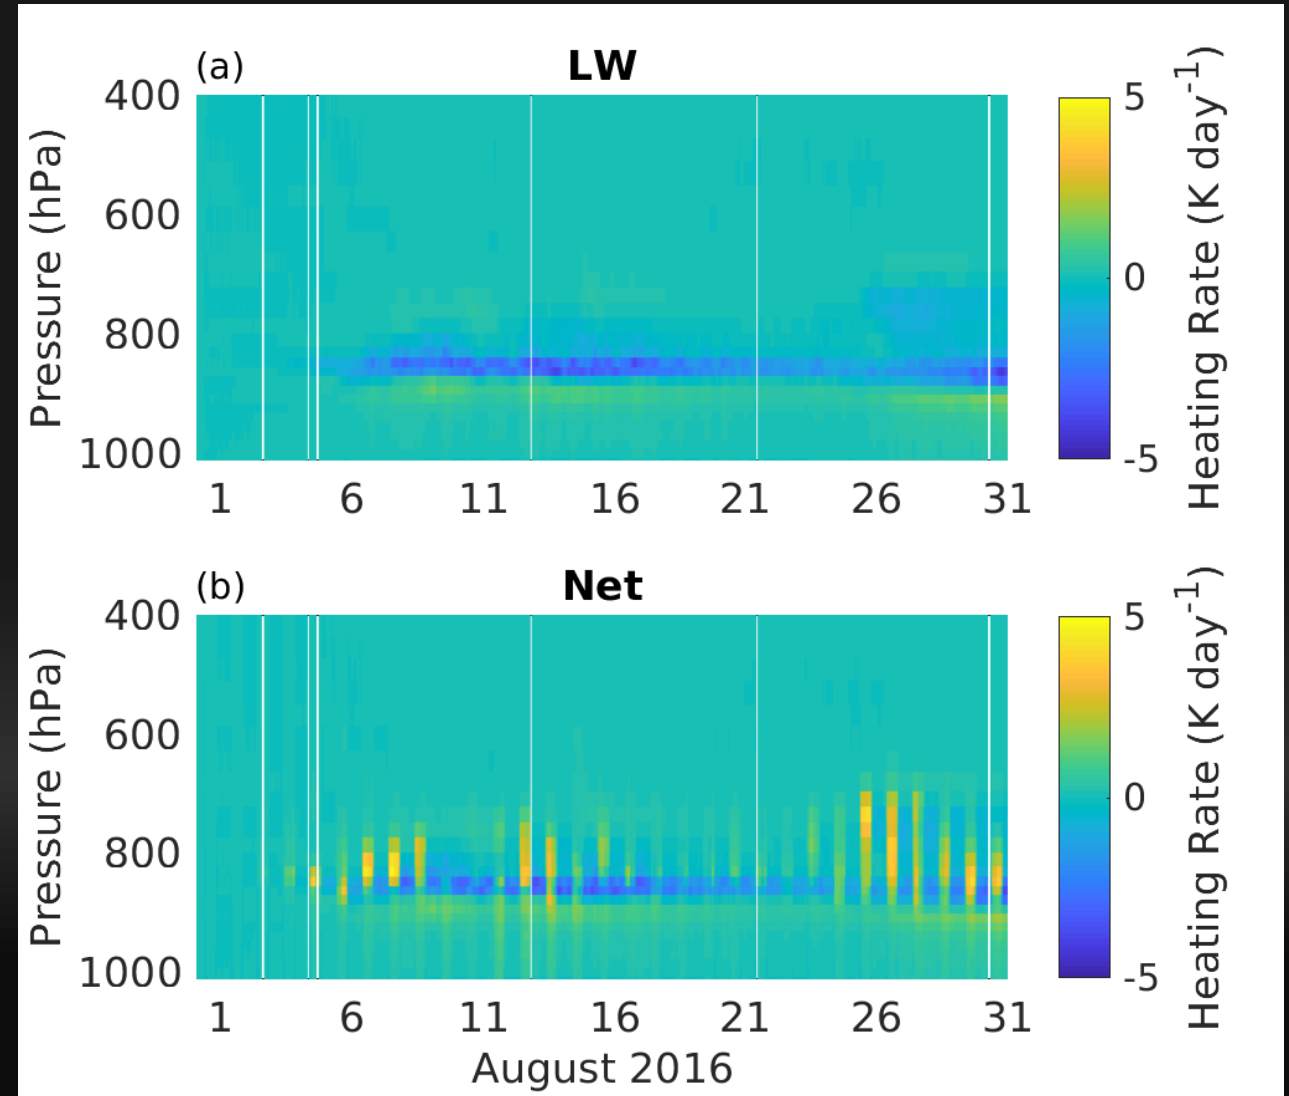 (a) LW
400
600
800
1000
Pressure (hPa)
1 6 11 16 21 26 31
5
0
-5
Heating Rate (K day⁻¹)
(b) Net
400
600
800
1000
Pressure (hPa)
1 6 11 16 21 26 31
August 2016
5
0
-5
Heating Rate (K day⁻¹)